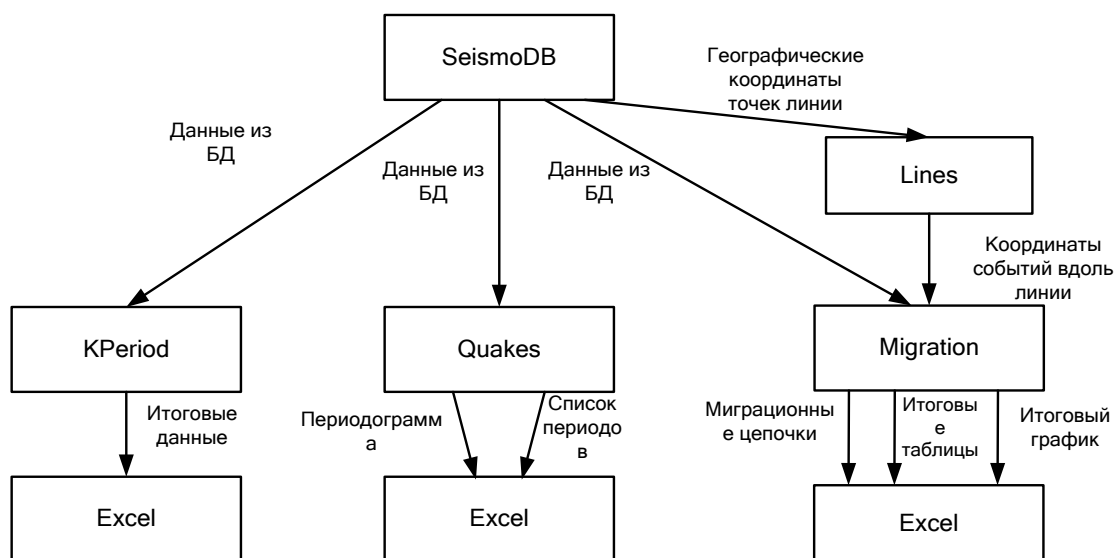 SeismoDB
Географические
координаты
точек линии
Данные из
БД
Данные из
БД
Данные из
БД
Lines
Координаты
событий вдоль
линии
KPeriod
Quakes
Migration
Итоговые
данные
Периодограмм
а
Список
периодо
в
Миграционны
е цепочки
Итоговы
е
таблицы
Итоговый
график
Excel
Excel
Excel